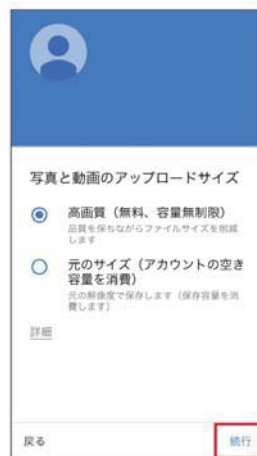 写真と動画のアップロードサイズ
高画質（無料、容量無制限）
品質を保ちながらファイルサイズを削減
します
元のサイズ（アカウントの空き
容量を消費）
元の解像度で保存します（保存容量を消
費します）
詳細
戻る
続行